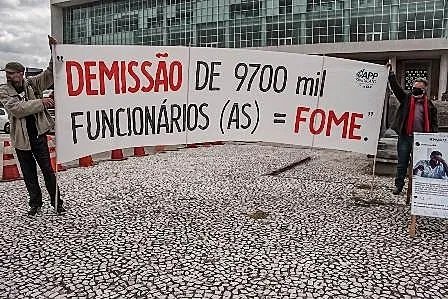 "DEMISSÃO DE 9700 mil
FUNCIONÁRIOS (AS) = FOME."
APP